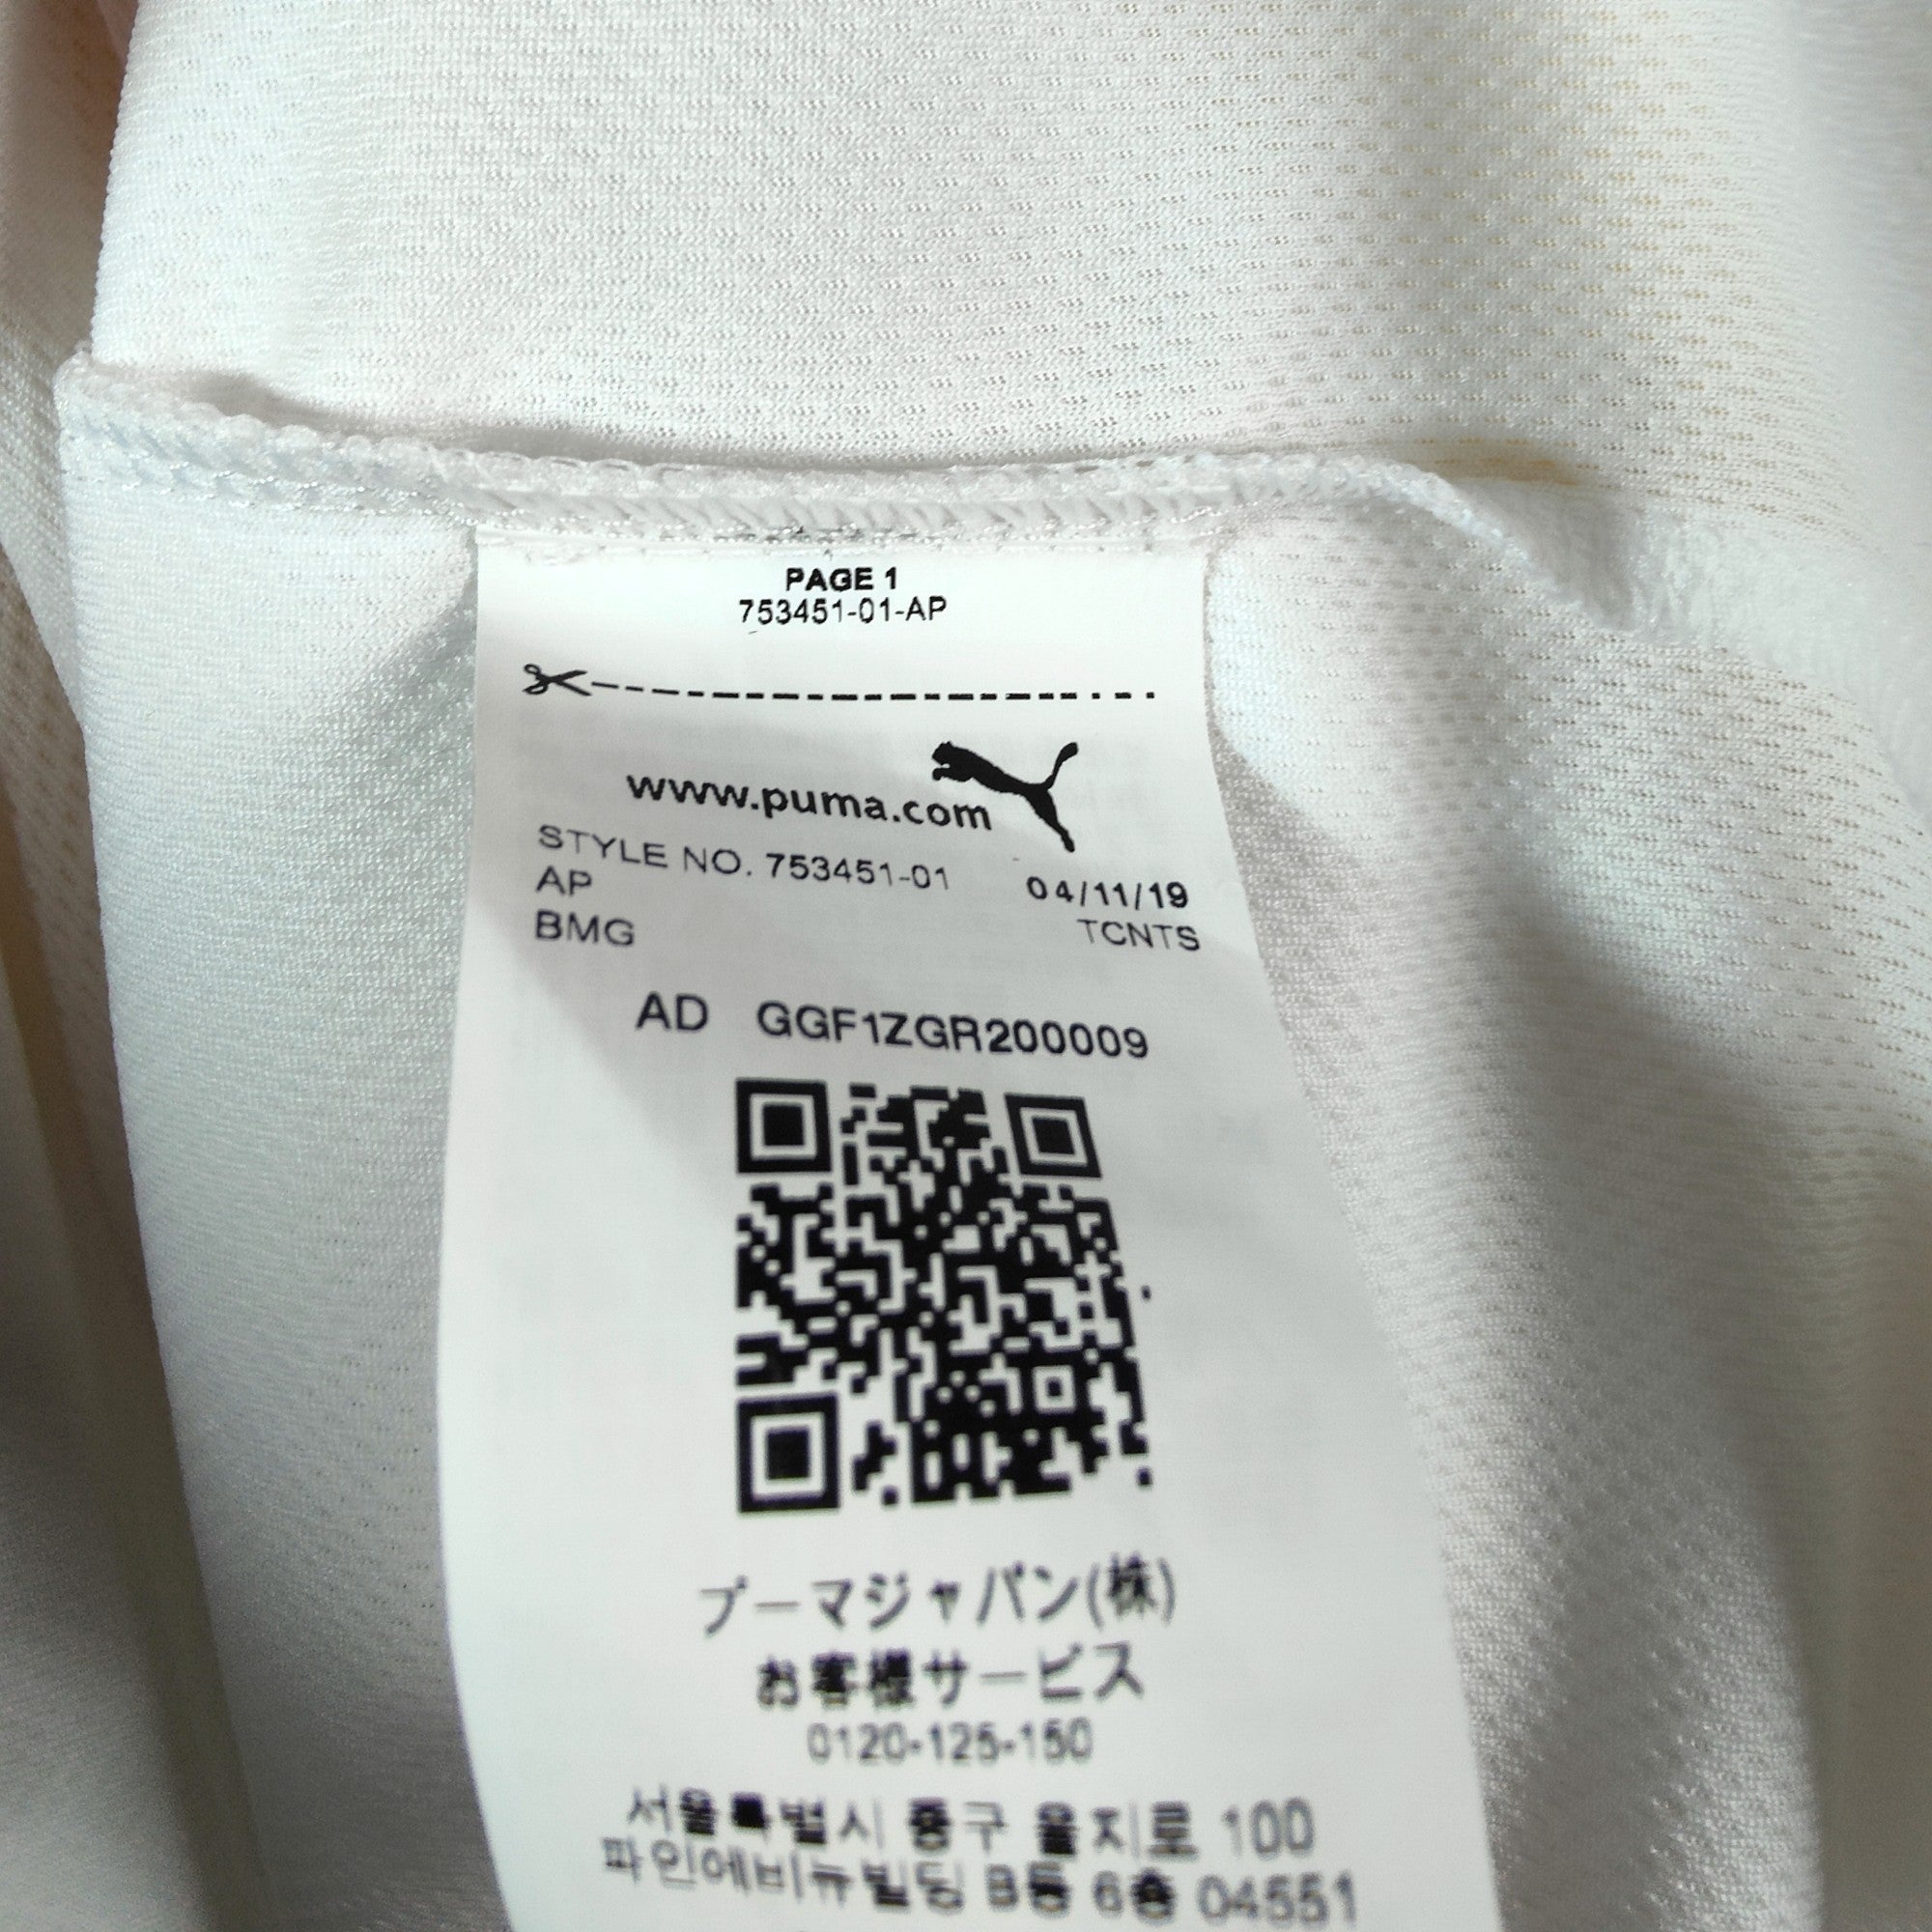 PAGE 1
753451-01-AP
www.puma.com
STYLE NO. 753451-01 04/11/19
AP TCNTS
BMG
AD GGF1ZGR200009
プーマジャパン(株)
お客様サービス
0120-125-150
서울특별시 중구 을지로 100
파인에비뉴빌딩 B동 6층 04551